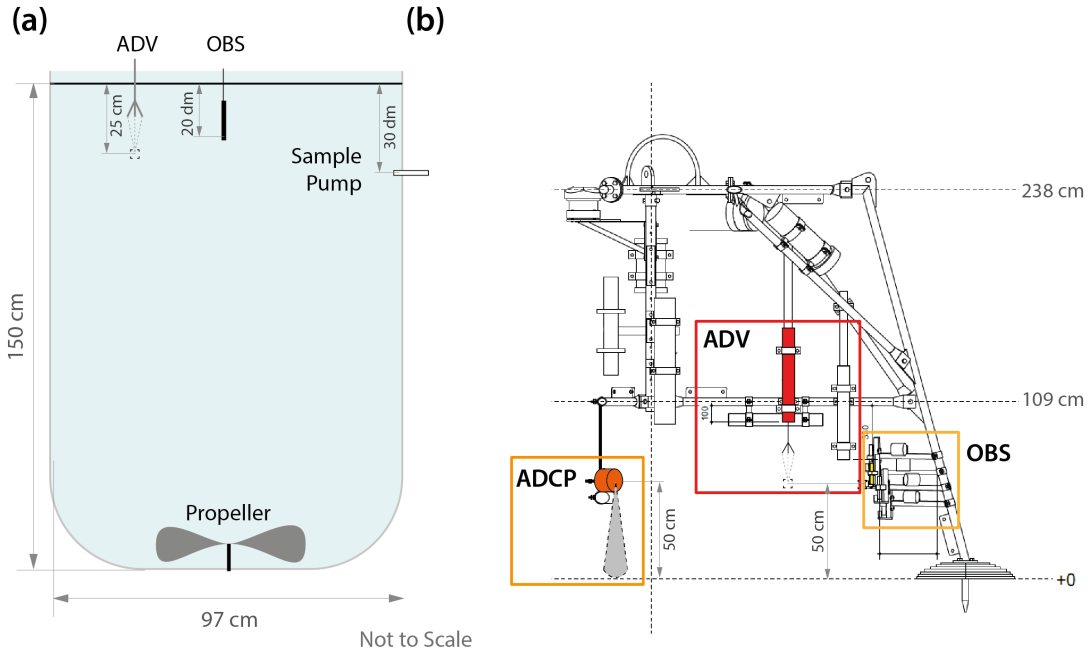 (a)
ADV
OBS
25 cm
20 dm
30 dm
Sample
Pump
150 cm
Propeller
97 cm
Not to Scale
(b)
238 cm
ADV
109 cm
100
OBS
ADCP
50 cm
50 cm
+0